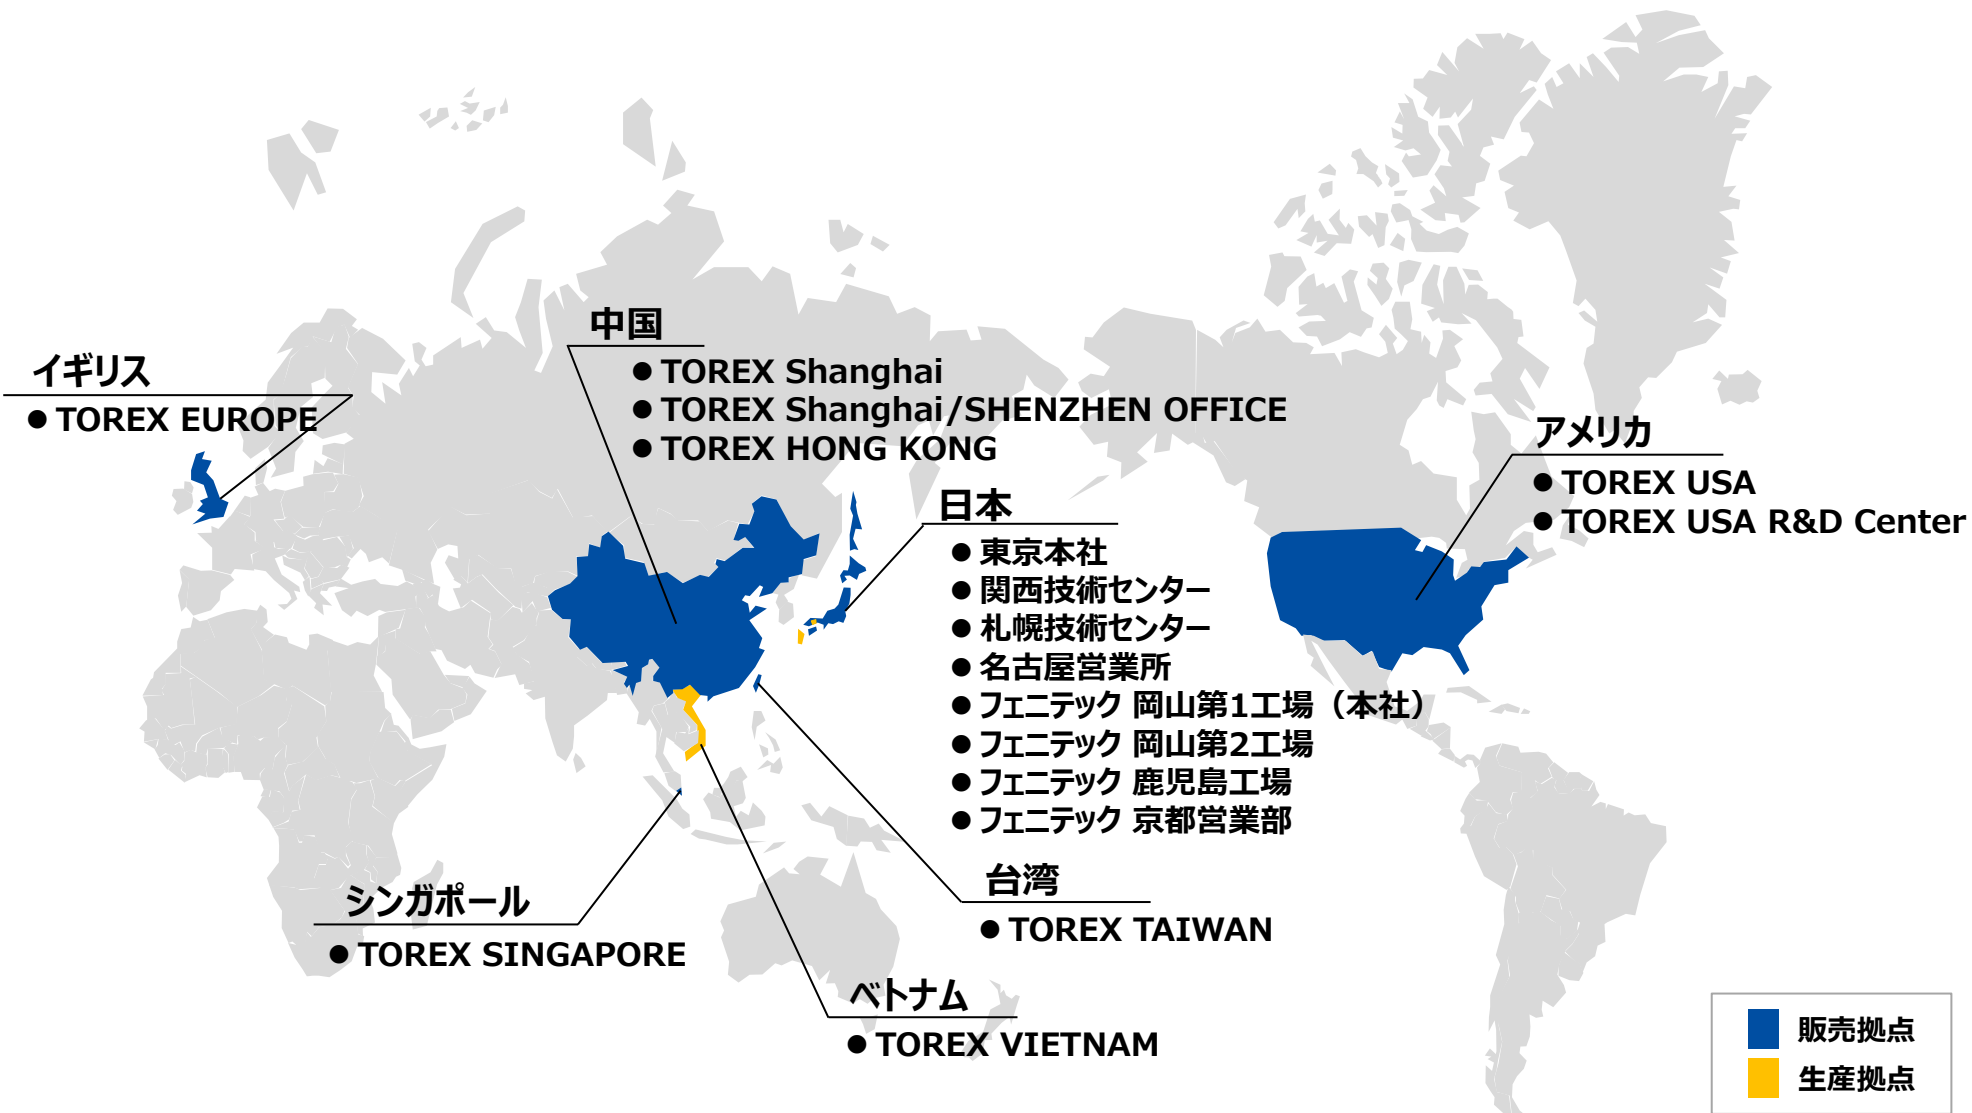 中国
● TOREX Shanghai
● TOREX Shanghai/SHENZHEN OFFICE
● TOREX HONG KONG
イギリス
● TOREX EUROPE
アメリカ
● TOREX USA
● TOREX USA R&D Center
日本
● 東京本社
● 関西技術センター
● 札幌技術センター
● 名古屋営業所
● フェニテック 岡山第1工場（本社）
● フェニテック 岡山第2工場
● フェニテック 鹿児島工場
● フェニテック 京都営業部
台湾
● TOREX TAIWAN
シンガポール
● TOREX SINGAPORE
ベトナム
● TOREX VIETNAM
販売拠点
生産拠点